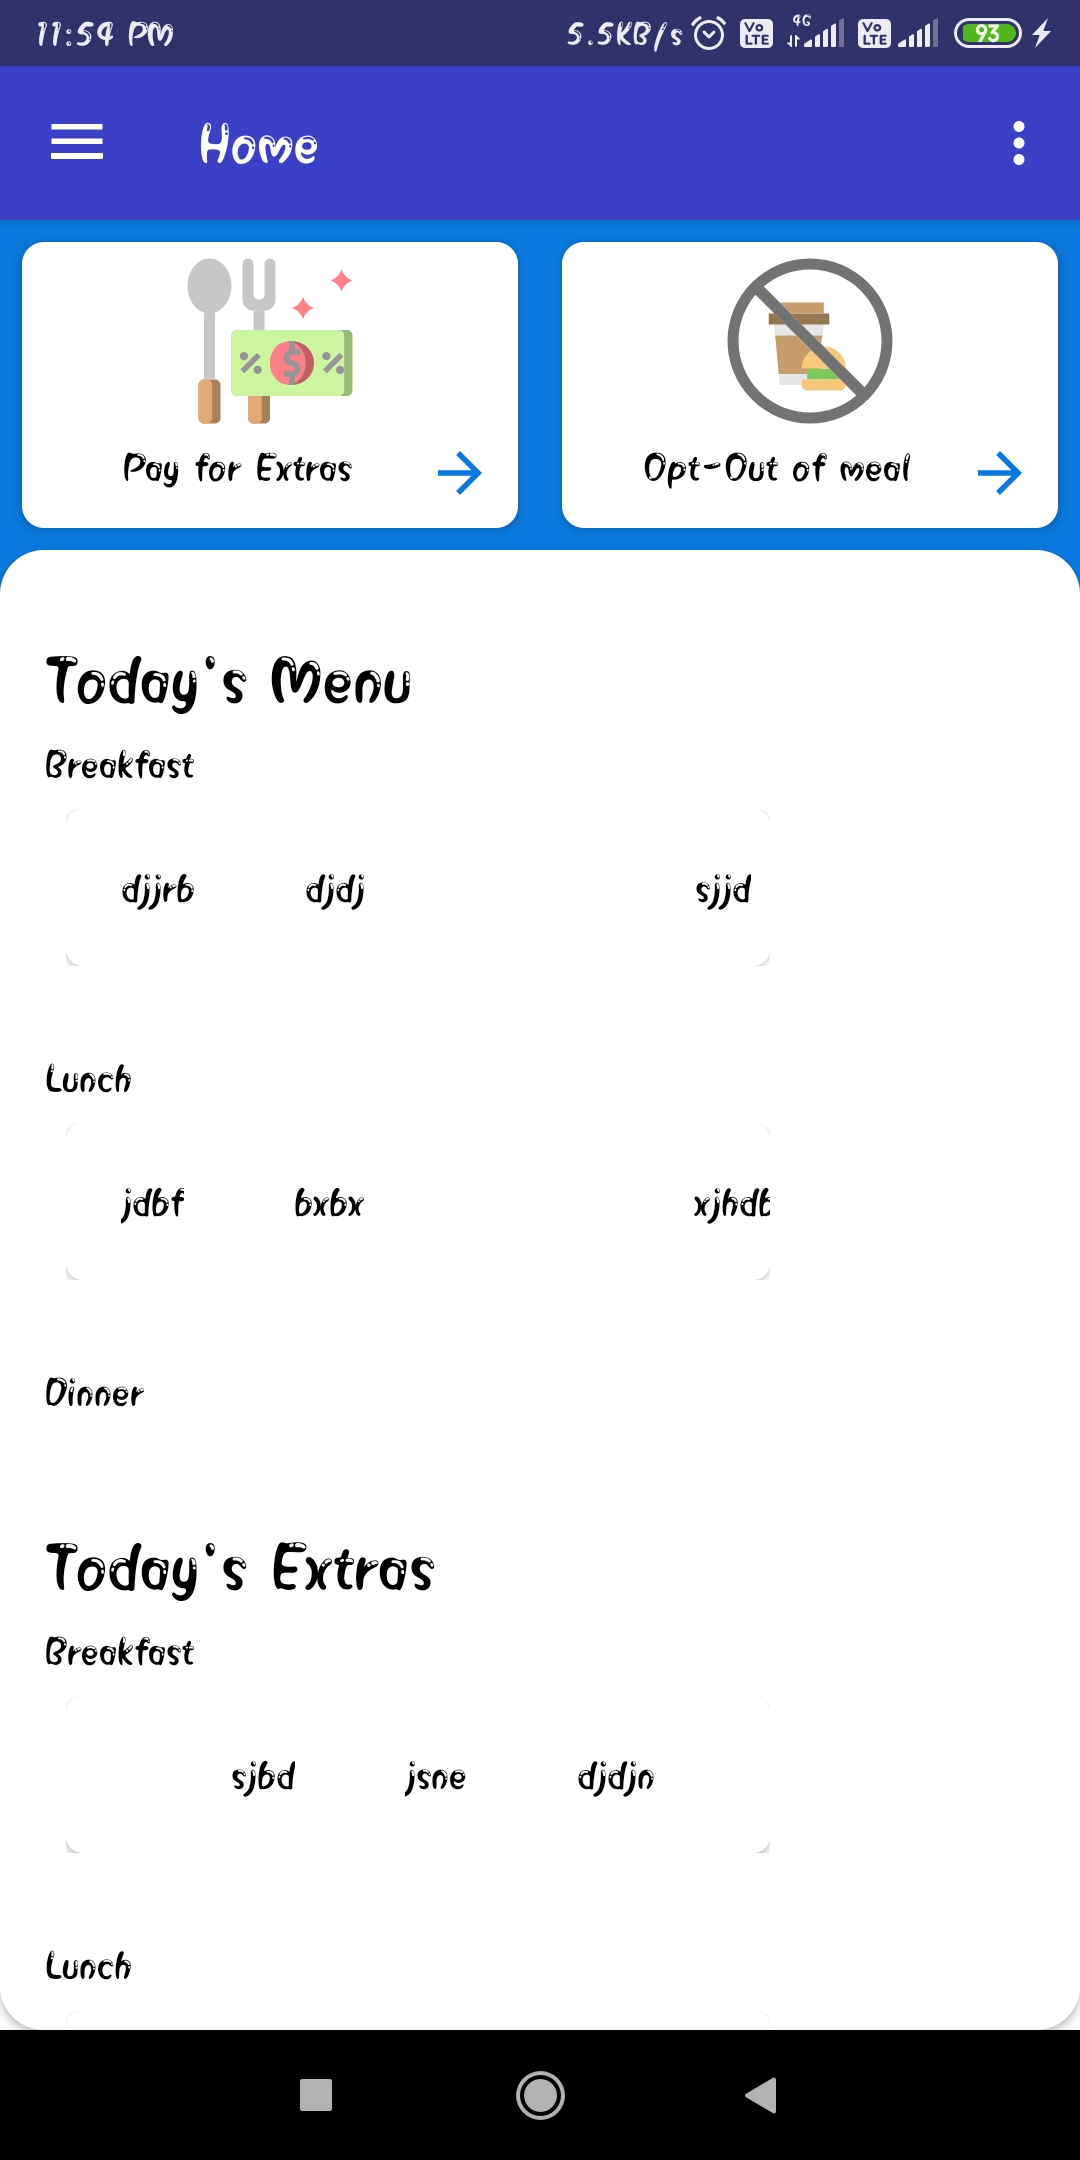 11:54 PM 5.5KB/s Vo LTE 4G Vo LTE 93
Home
Pay for Extras
Opt-Out of meal
Today's Menu
Breakfast
djjrb djdj sjjd
Lunch
jdbf bxbx xjhdb
Dinner
Today's Extras
Breakfast
sjbd jsne djdjn
Lunch